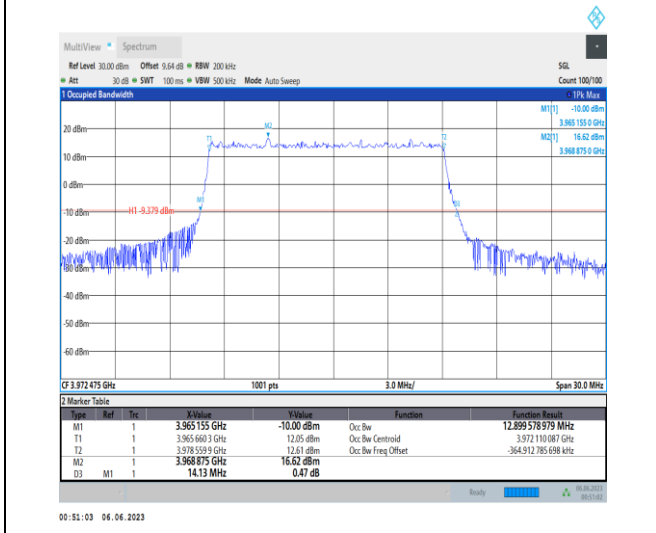 MultiView Spectrum
Ref Level 30.00 dBm Offset 9.64 dB RBW 200 kHz SGL
Att 30 dB SWT 100 ms VBW 500 kHz Mode Auto Sweep Count 100/100
1 Occupied Bandwidth 1Pk Max
M1[1] -10.00 dBm
3.965 155 0 GHz
M2[1] 16.62 dBm
3.968 875 0 GHz
M2
T1
T2
20 dBm
10 dBm
0 dBm
M1
-10 dBm
H1 -9.379 dBm
-20 dBm
-30 dBm
-40 dBm
-50 dBm
-60 dBm
CF 3.972 475 GHz 1001 pts 3.0 MHz/ Span 30.0 MHz
2 Marker Table
Type Ref Trc X-Value Y-Value Function Function Result
M1 1 3.965 155 GHz -10.00 dBm Occ Bw 12.899 578 979 MHz
T1 1 3.965 660 3 GHz 12.05 dBm Occ Bw Centroid 3.972 110 087 GHz
T2 1 3.978 559 9 GHz 12.61 dBm Occ Bw Freq Offset -364.912 785 698 kHz
M2 1 3.968 875 GHz 16.62 dBm
D3 M1 1 14.13 MHz 0.47 dB
Ready 06.06.2023
00:51:02
00:51:03 06.06.2023